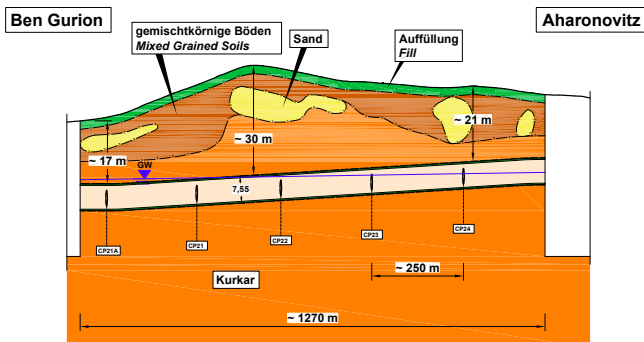 Ben Gurion
Aharonovitz
gemischtkörnige Böden
Mixed Grained Soils
Sand
Auffüllung
Fill
~ 17 m
~ 30 m
~ 21 m
GW
7,55
CP21A
CP21
CP22
CP23
CP24
~ 250 m
Kurkar
~ 1270 m